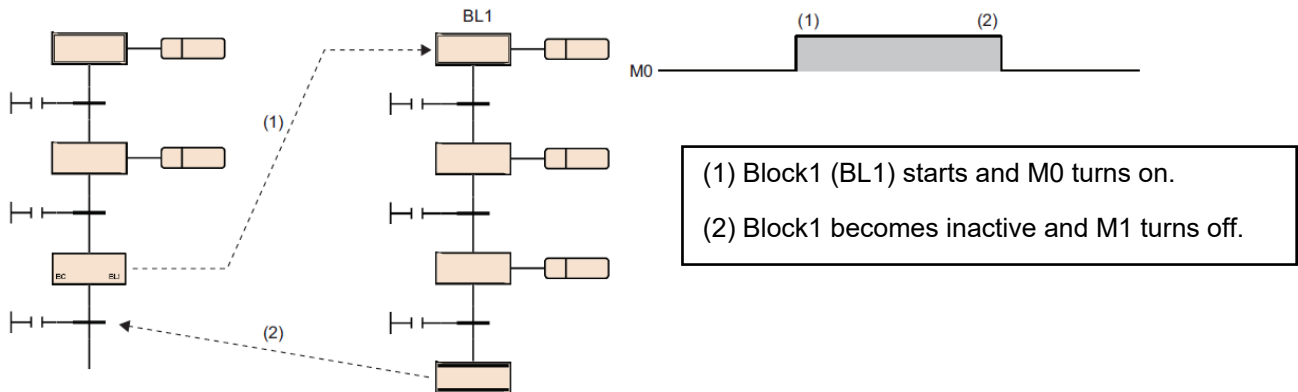 BL1
(1)
(2)
M0
(1)
(1) Block1 (BL1) starts and M0 turns on.
(2) Block1 becomes inactive and M1 turns off.
BC BLI
(2)